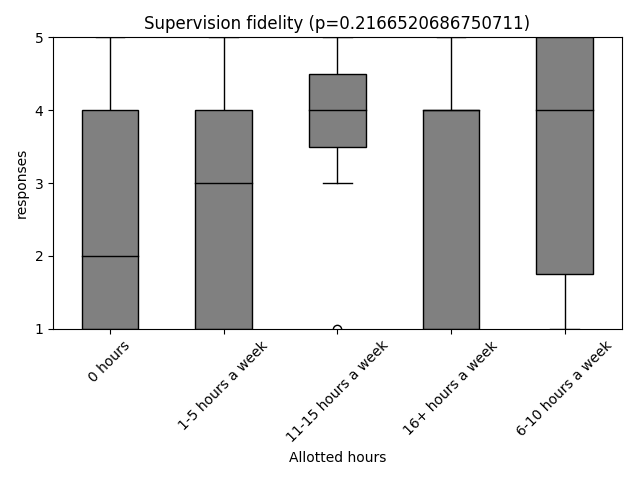 Supervision fidelity (p=0.2166520686750711)
5
4
3
2
1
responses
0 hours
1-5 hours a week
11-15 hours a week
16+ hours a week
6-10 hours a week
Allotted hours